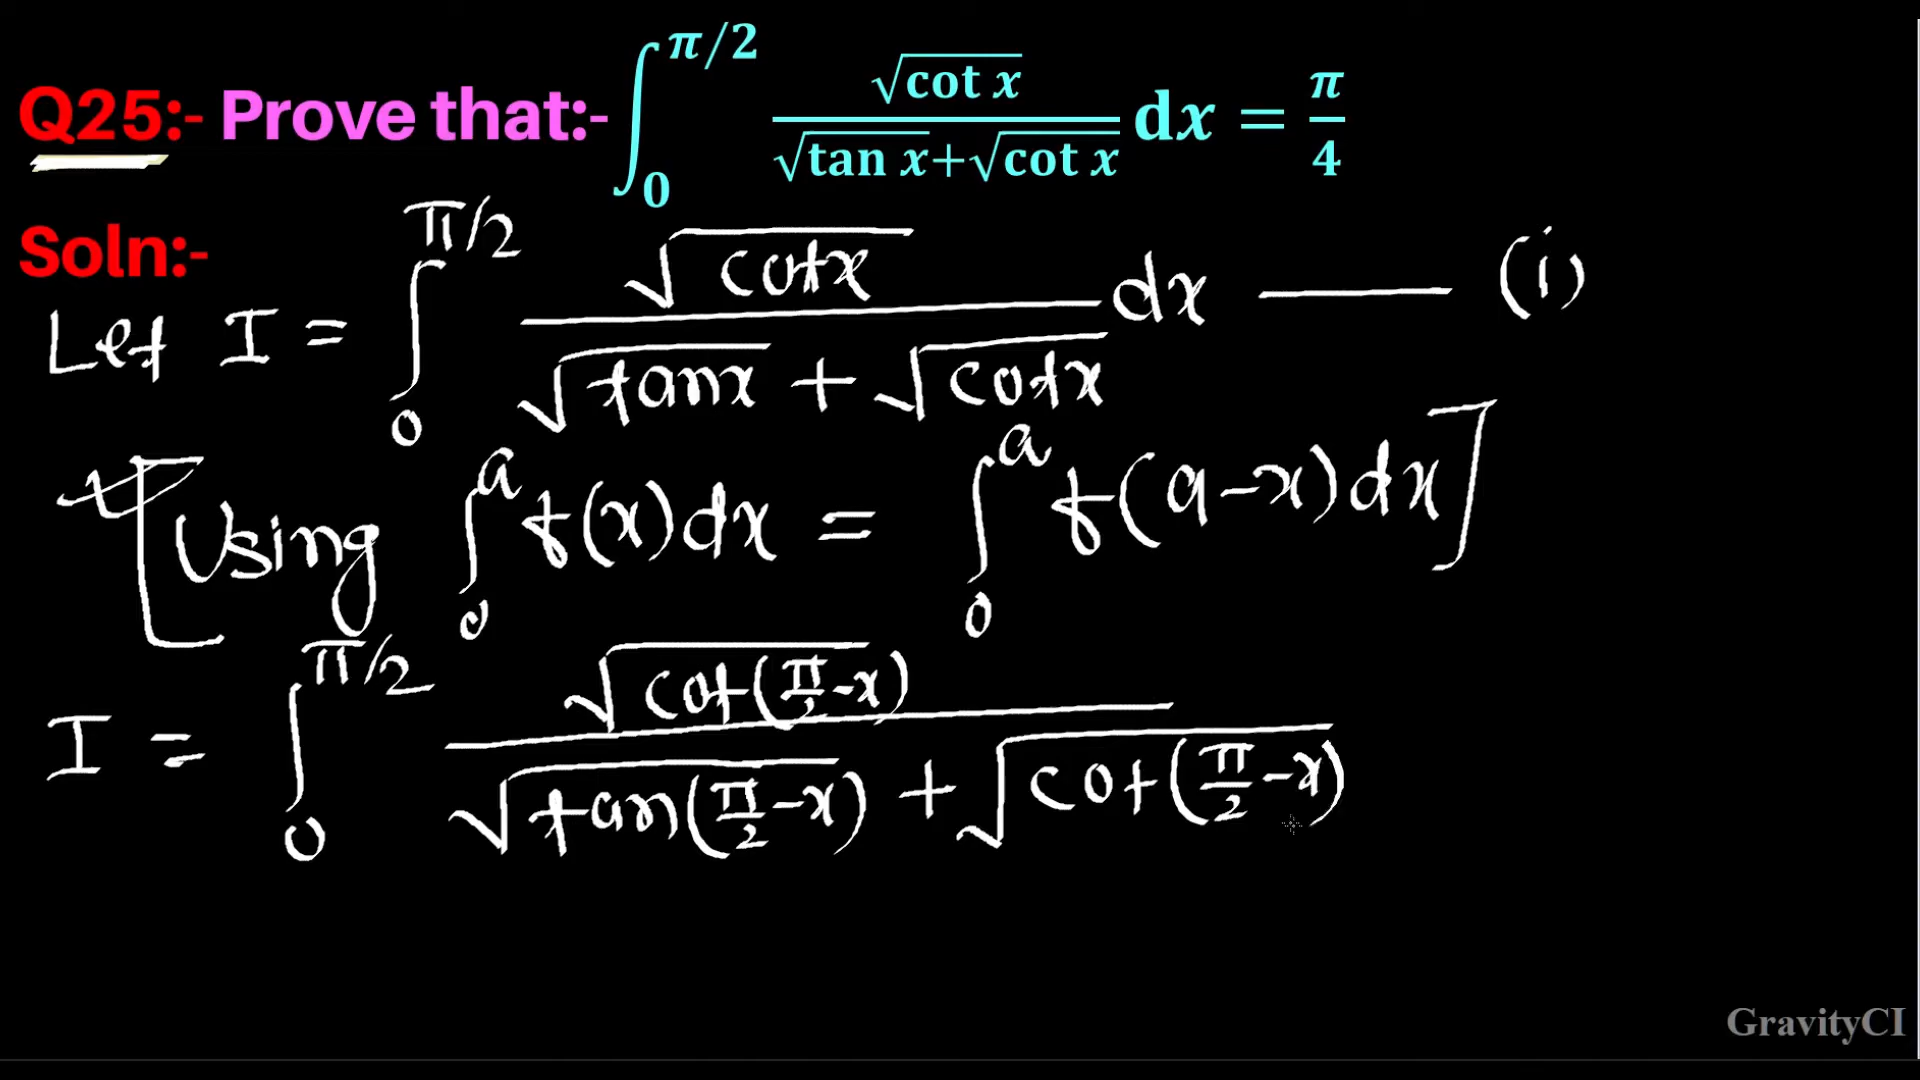 Q25:- Prove that:- ∫₀^(π/2) √(cot x) / (√(tan x)+√(cot x)) dx = π/4
Soln:-
Let I = ∫₀^(π/2) √(cotx) / (√(tanx) + √(cotx)) dx —— (i)
[Using ∫₀^a f(x)dx = ∫₀^a f(a-x)dx]
I = ∫₀^(π/2) √(cot(π/2-x)) / (√(tan(π/2-x)) + √(cot(π/2-x)))
GravityCI